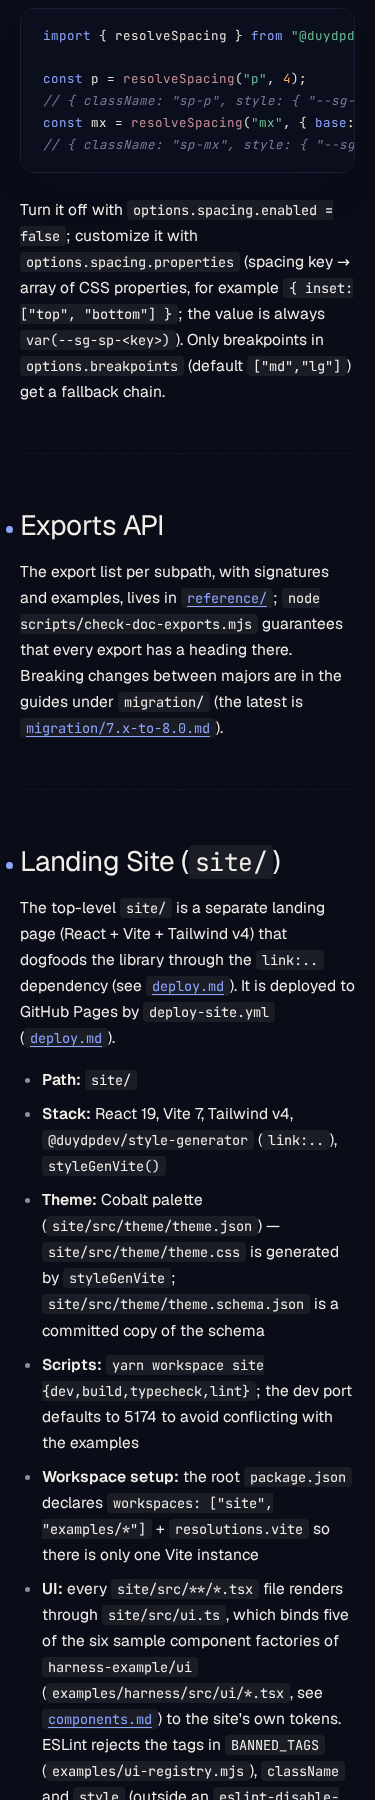 import { resolveSpacing } from "@duydpd
const p = resolveSpacing("p", 4);
// { className: "sp-p", style: { "--sg-
const mx = resolveSpacing("mx", { base:
// { className: "sp-mx", style: { "--sg
Turn it off with options.spacing.enabled =
false; customize it with
options.spacing.properties (spacing key →
array of CSS properties, for example { inset:
["top", "bottom"] }; the value is always
var(--sg-sp-<key>)). Only breakpoints in
options.breakpoints (default ["md","lg"])
get a fallback chain.
Exports API
The export list per subpath, with signatures
and examples, lives in reference/; node
scripts/check-doc-exports.mjs guarantees
that every export has a heading there.
Breaking changes between majors are in the
guides under migration/ (the latest is
migration/7.x-to-8.0.md).
Landing Site (site/)
The top-level site/ is a separate landing
page (React + Vite + Tailwind v4) that
dogfoods the library through the link:..
dependency (see deploy.md). It is deployed to
GitHub Pages by deploy-site.yml
(deploy.md).
• Path: site/
• Stack: React 19, Vite 7, Tailwind v4,
@duydpdev/style-generator (link:..),
styleGenVite()
• Theme: Cobalt palette
(site/src/theme/theme.json) —
site/src/theme/theme.css is generated
by styleGenVite;
site/src/theme/theme.schema.json is a
committed copy of the schema
• Scripts: yarn workspace site
{dev,build,typecheck,lint}; the dev port
defaults to 5174 to avoid conflicting with
the examples
• Workspace setup: the root package.json
declares workspaces: ["site",
"examples/*"] + resolutions.vite so
there is only one Vite instance
• UI: every site/src/**/*.tsx file renders
through site/src/ui.ts, which binds five
of the six sample component factories of
harness-example/ui
(examples/harness/src/ui/*.tsx, see
components.md) to the site's own tokens.
ESLint rejects the tags in BANNED_TAGS
(examples/ui-registry.mjs), className
and style (outside an eslint-disable-